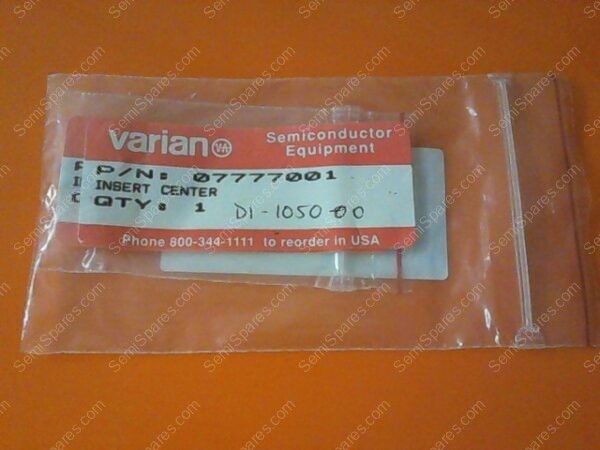 varian
Semiconductor
Equipment
P/N: 07777001
INSERT CENTER
QTY: 1 D1-1050-00
Phone 800-344-1111 to reorder in USA
SemiSpares.com